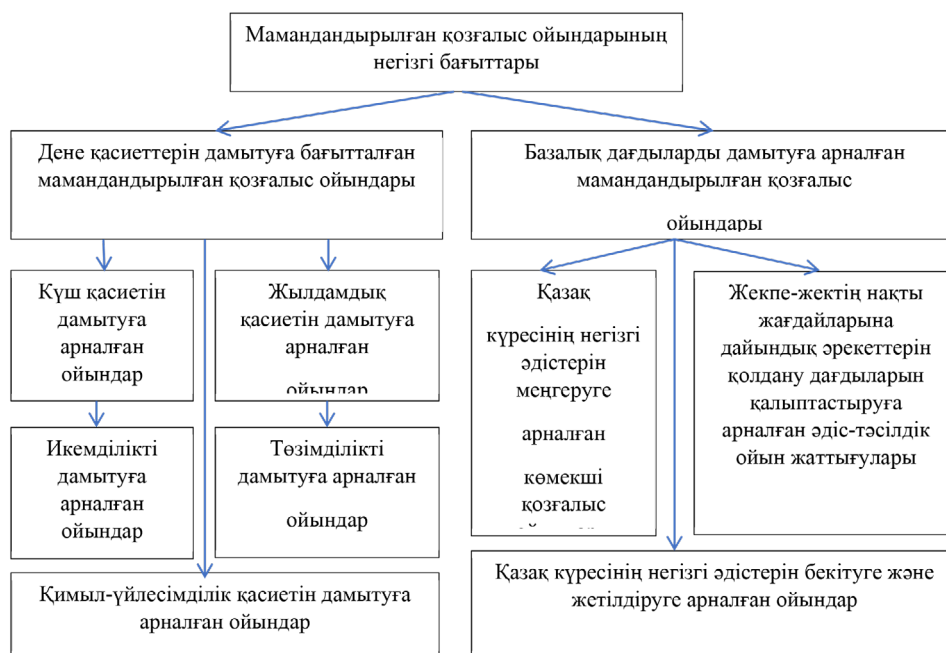 Мамандандырылған қозғалыс ойындарының
негізгі бағыттары
Дене қасиеттерін дамытуға бағытталған
мамандандырылған қозғалыс ойындары
Базалық дағдыларды дамытуға арналған
мамандандырылған қозғалыс
ойындары
Күш қасиетін
дамытуға
арналған
ойындар
Жылдамдық
қасиетін дамытуға
арналған
ойындар
Қазақ
күресінің негізгі
әдістерін
меңгеруге
арналған
көмекші
қозғалыс
Жекпе-жектің нақты
жағдайларына
дайындық әрекеттерін
қолдану дағдыларын
қалыптастыруға
арналған әдіс-тәсілдік
ойын жаттығулары
Икемділікті
дамытуға
арналған
ойындар
Төзімділікті
дамытуға арналған
ойындар
Қимыл-үйлесімділік қасиетін дамытуға
арналған ойындар
Қазақ күресінің негізгі әдістерін бекітуге және
жетілдіруге арналған ойындар